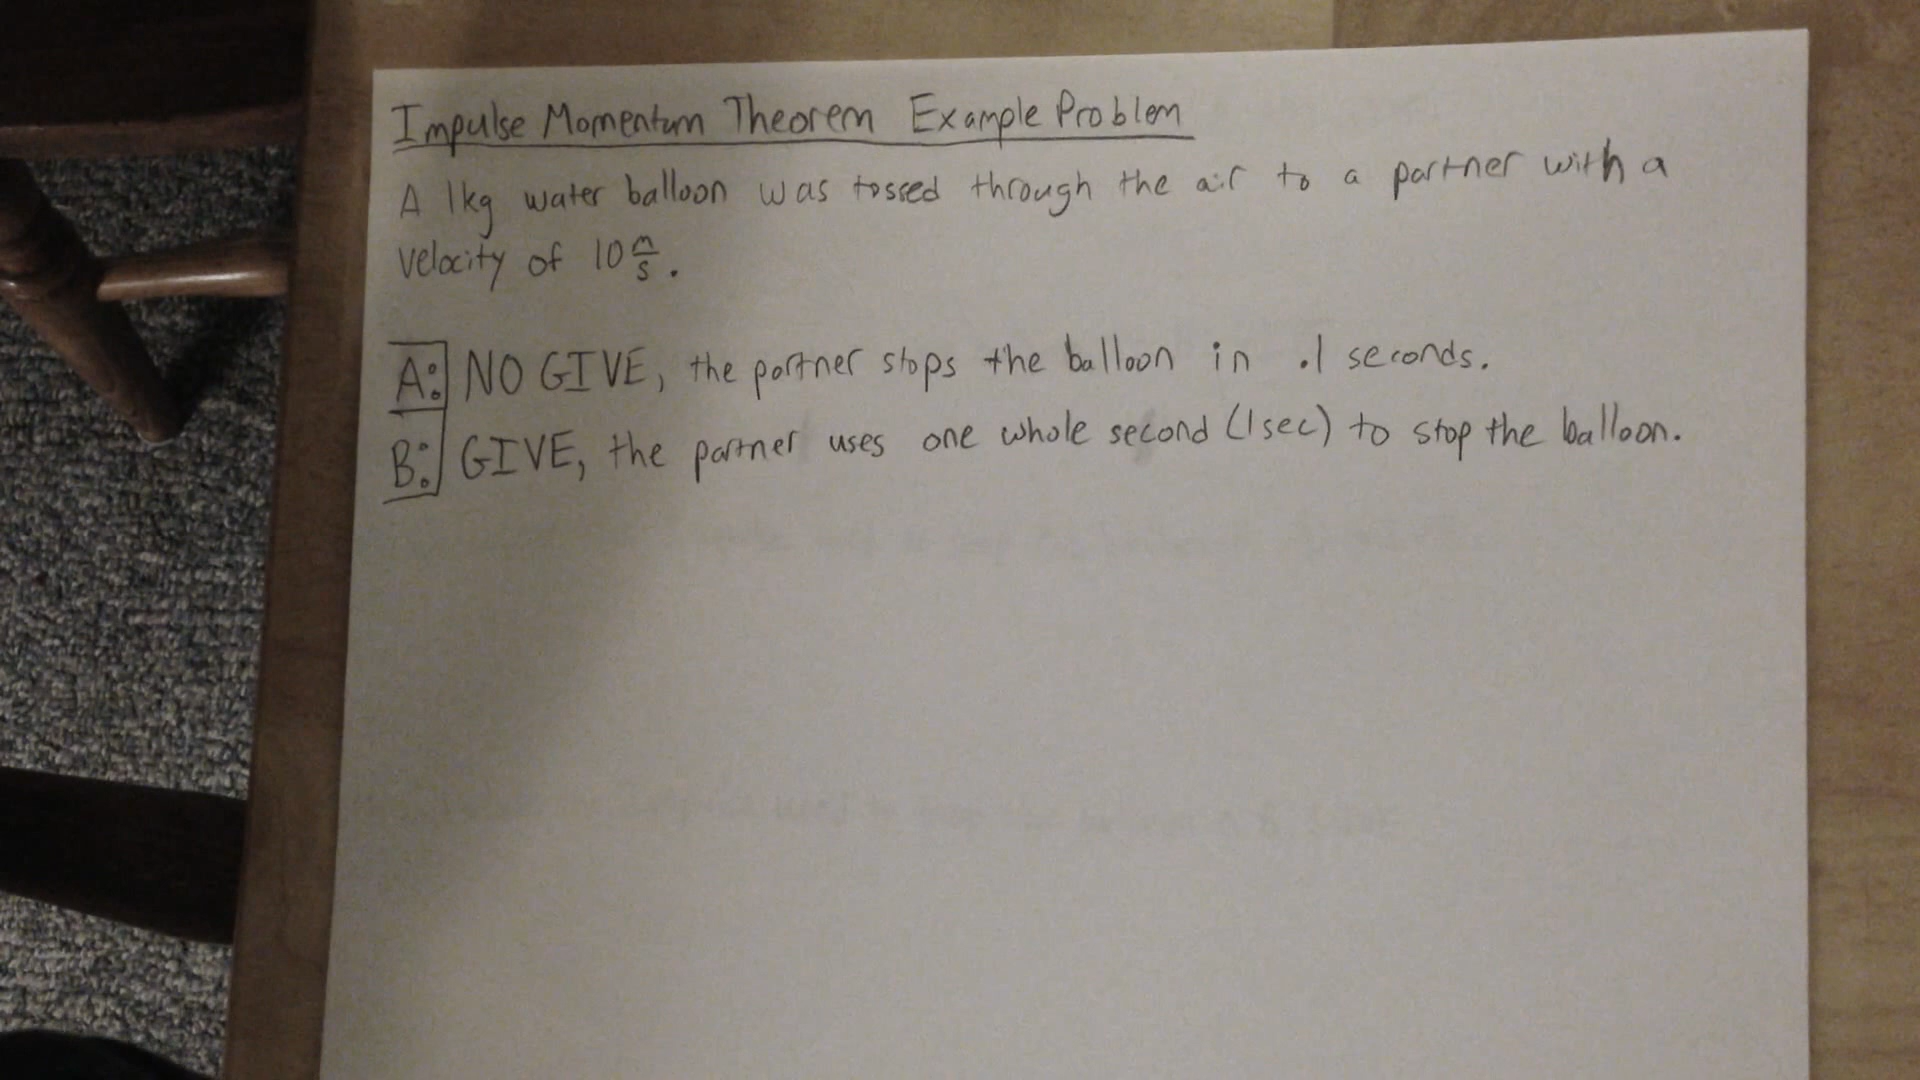 Impulse Momentum Theorem Example Problem
A 1kg water balloon was tossed through the air to a partner with a
velocity of 10 m/s.
A: NO GIVE, the partner stops the balloon in .1 seconds.
B: GIVE, the partner uses one whole second (1sec) to stop the balloon.